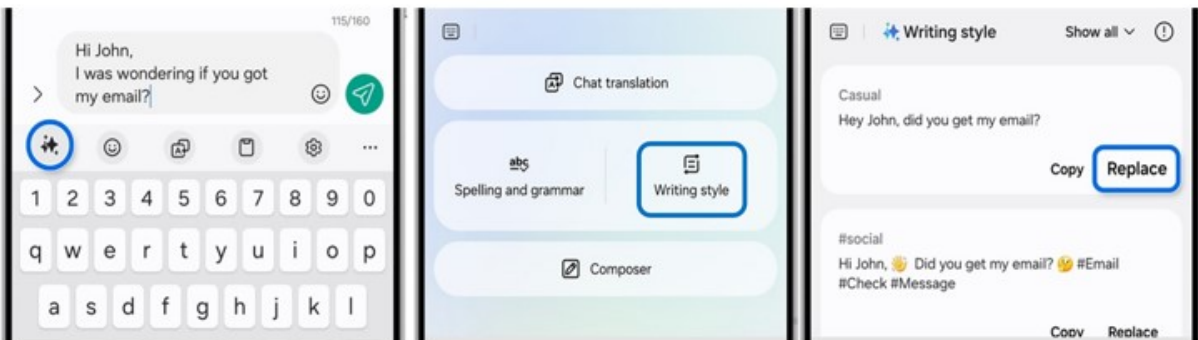 115/160
Hi John,
I was wondering if you got
my email?
1 2 3 4 5 6 7 8 9 0
q w e r t y u i o p
a s d f g h j k l
Chat translation
abc
Spelling and grammar
Writing style
Composer
Writing style
Show all
Casual
Hey John, did you get my email?
Copy Replace
#social
Hi John, 👋 Did you get my email? 🤔 #Email
#Check #Message
Copy Replace